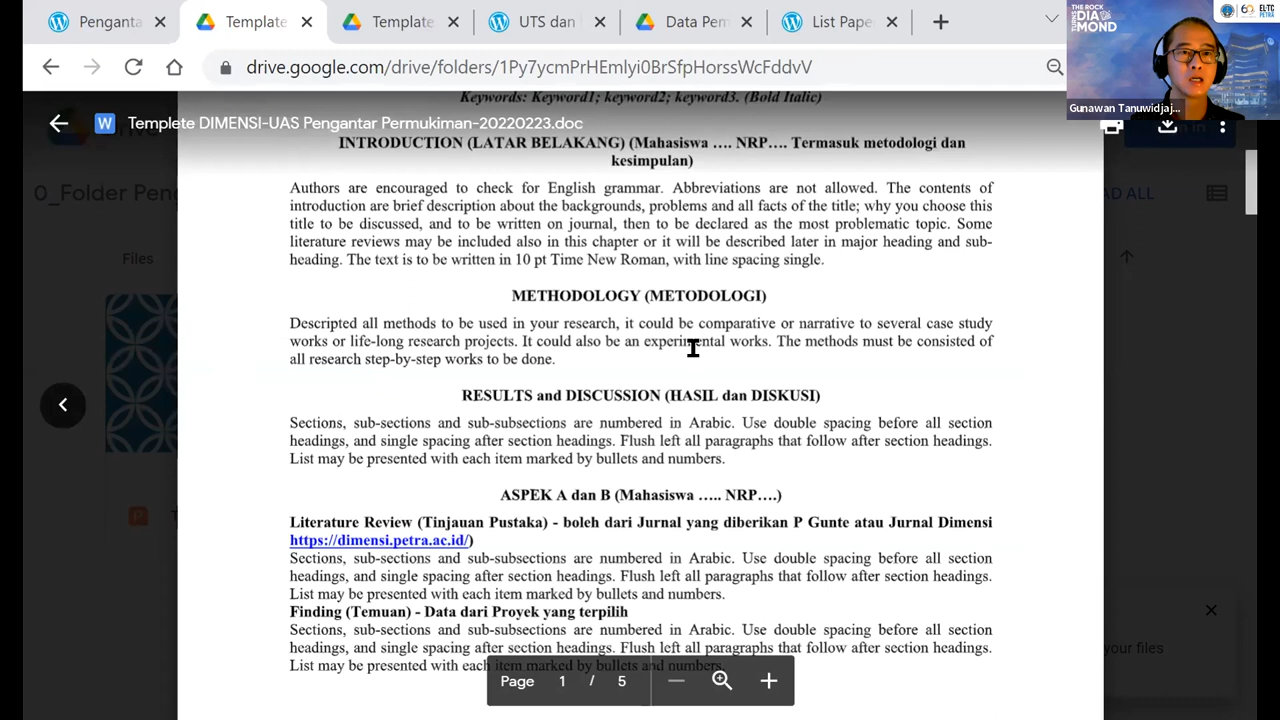 Penganta
Template
Template
UTS dan
Data Pem
List Pape
drive.google.com/drive/folders/1Py7ycmPrHEmlyi0BrSfpHorssWcFddvV
THE ROCK
TURNS
DIA
MOND
60
ELTC
PETRA
Gunawan Tanuwidjaj...
Keywords: Keyword1; keyword2; keyword3. (Bold Italic)
W
Templete DIMENSI-UAS Pengantar Permukiman-20220223.doc
INTRODUCTION (LATAR BELAKANG) (Mahasiswa …. NRP…. Termasuk metodologi dan
kesimpulan)
Authors are encouraged to check for English grammar. Abbreviations are not allowed. The contents of
introduction are brief description about the backgrounds, problems and all facts of the title; why you choose this
title to be discussed, and to be written on journal, then to be declared as the most problematic topic. Some
literature reviews may be included also in this chapter or it will be described later in major heading and sub-
heading. The text is to be written in 10 pt Time New Roman, with line spacing single.
0_Folder Pen
AD ALL
Files
METHODOLOGY (METODOLOGI)
Descripted all methods to be used in your research, it could be comparative or narrative to several case study
works or life-long research projects. It could also be an experimental works. The methods must be consisted of
all research step-by-step works to be done.
RESULTS and DISCUSSION (HASIL dan DISKUSI)
Sections, sub-sections and sub-subsections are numbered in Arabic. Use double spacing before all section
headings, and single spacing after section headings. Flush left all paragraphs that follow after section headings.
List may be presented with each item marked by bullets and numbers.
ASPEK A dan B (Mahasiswa ….. NRP….)
Literature Review (Tinjauan Pustaka) - boleh dari Jurnal yang diberikan P Gunte atau Jurnal Dimensi
https://dimensi.petra.ac.id/)
Sections, sub-sections and sub-subsections are numbered in Arabic. Use double spacing before all section
headings, and single spacing after section headings. Flush left all paragraphs that follow after section headings.
List may be presented with each item marked by bullets and numbers.
Finding (Temuan) - Data dari Proyek yang terpilih
Sections, sub-sections and sub-subsections are numbered in Arabic. Use double spacing before all section
headings, and single spacing after section headings. Flush left all paragraphs that follow after section headings.
List may be presented with each item marked by bullets and numbers.
your files
Page 1 / 5